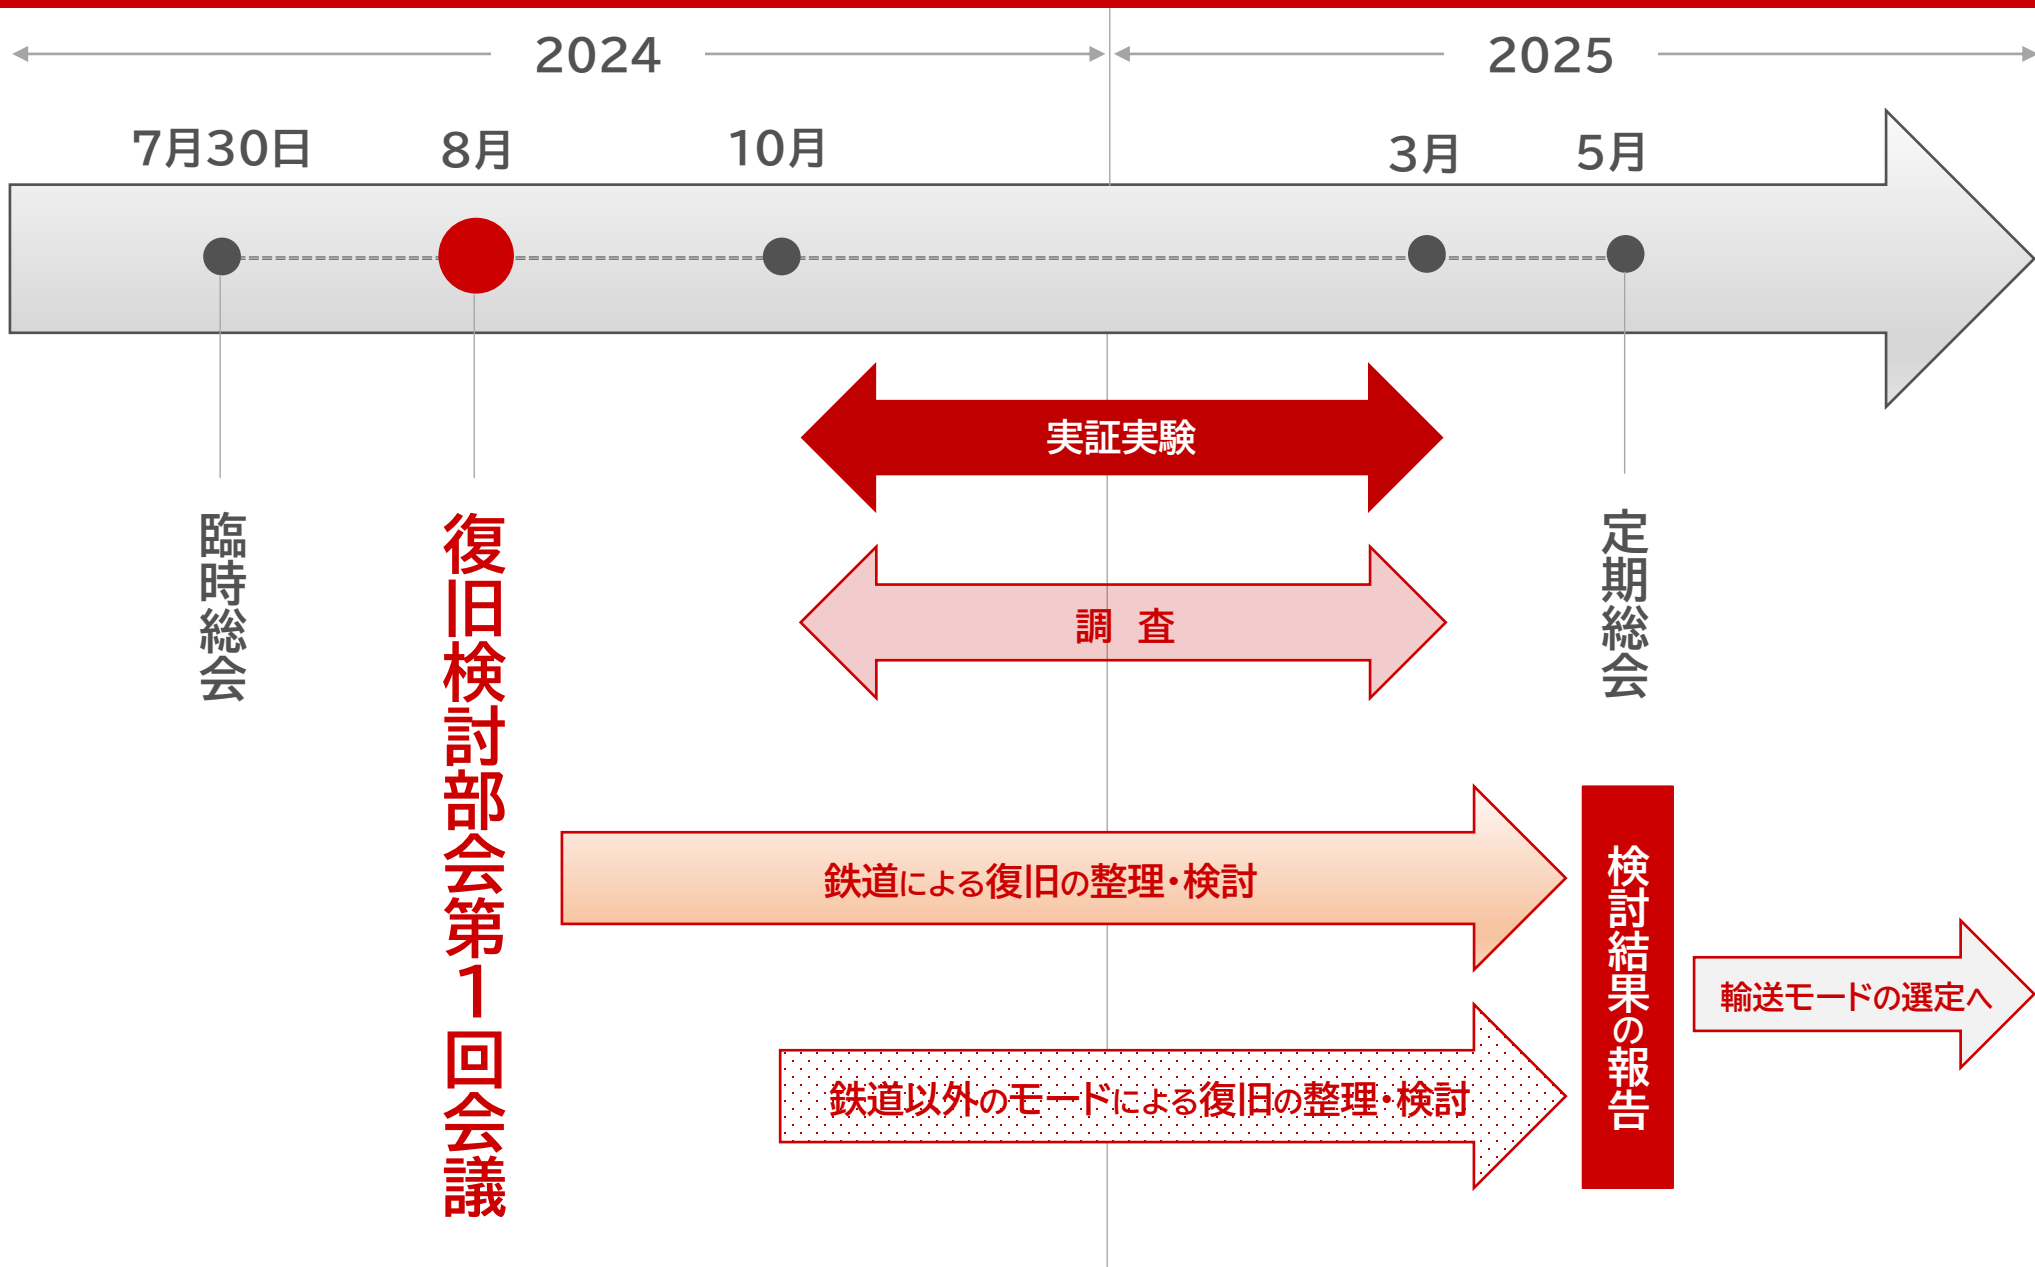 2024
2025
7月30日
8月
10月
3月
5月
実証実験
調 査
臨時総会
復旧検討部会第1回会議
定期総会
鉄道による復旧の整理・検討
鉄道以外のモードによる復旧の整理・検討
検討結果の報告
輸送モードの選定へ